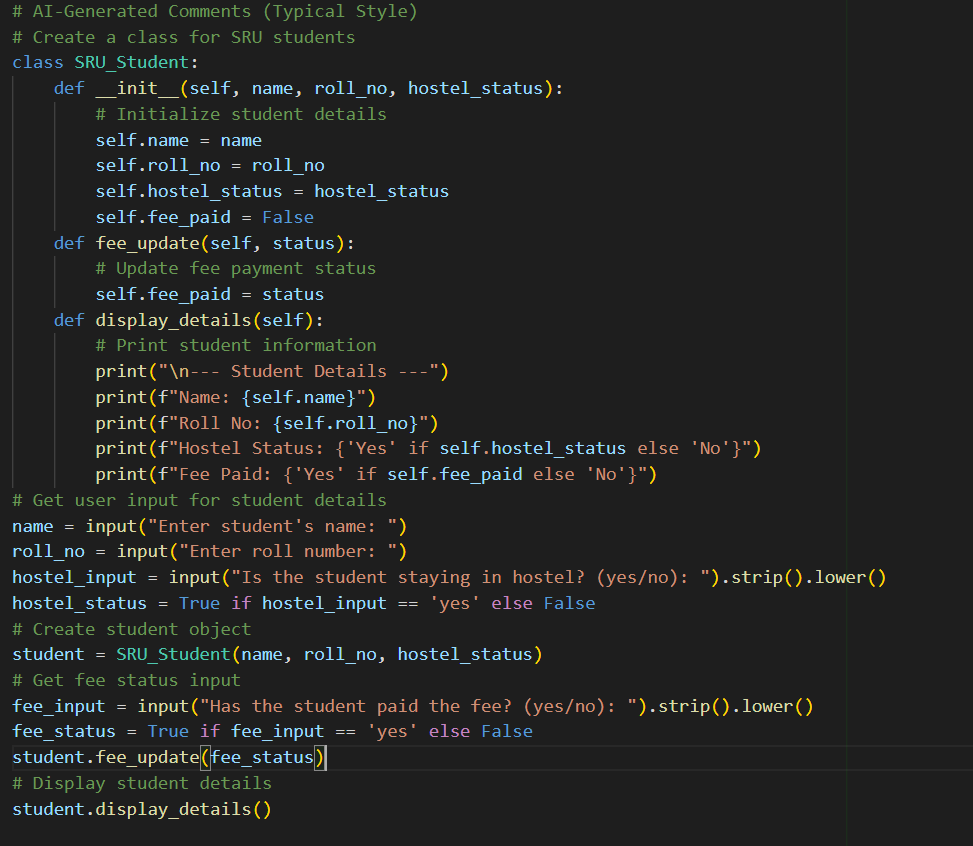 # AI-Generated Comments (Typical Style)
# Create a class for SRU students
class SRU_Student:
    def __init__(self, name, roll_no, hostel_status):
        # Initialize student details
        self.name = name
        self.roll_no = roll_no
        self.hostel_status = hostel_status
        self.fee_paid = False
    def fee_update(self, status):
        # Update fee payment status
        self.fee_paid = status
    def display_details(self):
        # Print student information
        print("\n--- Student Details ---")
        print(f"Name: {self.name}")
        print(f"Roll No: {self.roll_no}")
        print(f"Hostel Status: {'Yes' if self.hostel_status else 'No'}")
        print(f"Fee Paid: {'Yes' if self.fee_paid else 'No'}")
# Get user input for student details
name = input("Enter student's name: ")
roll_no = input("Enter roll number: ")
hostel_input = input("Is the student staying in hostel? (yes/no): ").strip().lower()
hostel_status = True if hostel_input == 'yes' else False
# Create student object
student = SRU_Student(name, roll_no, hostel_status)
# Get fee status input
fee_input = input("Has the student paid the fee? (yes/no): ").strip().lower()
fee_status = True if fee_input == 'yes' else False
student.fee_update(fee_status)
# Display student details
student.display_details()